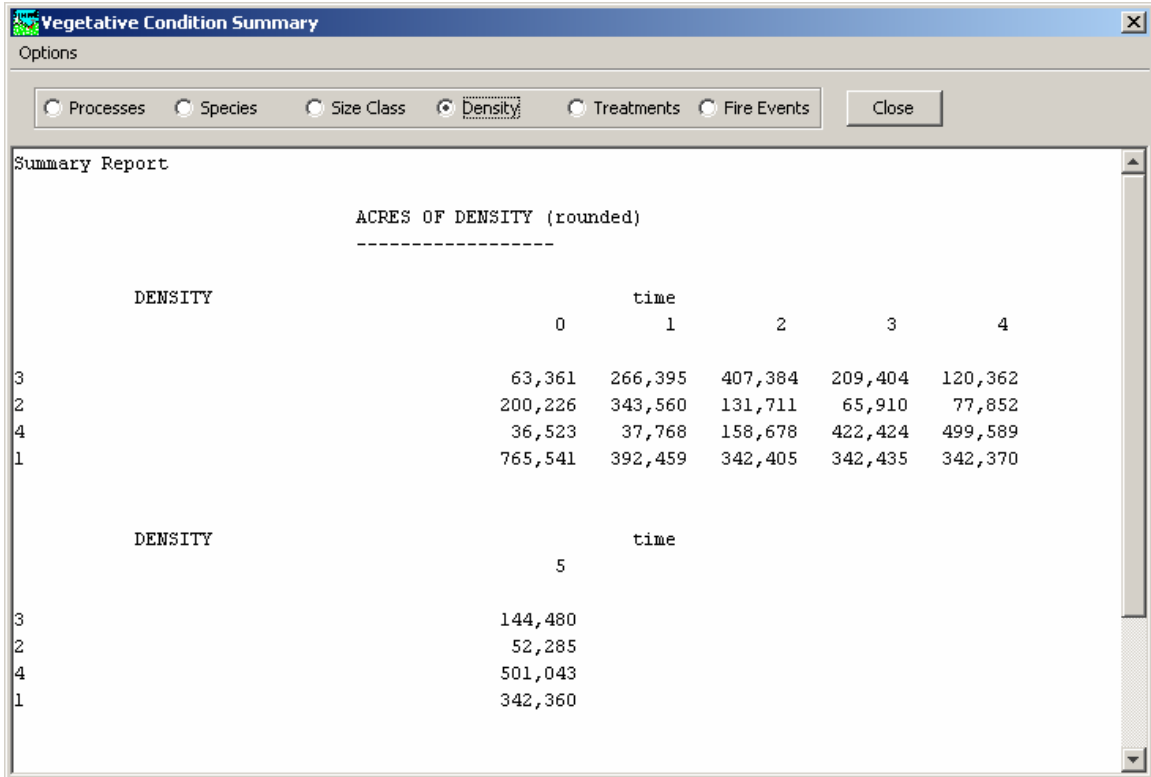 Vegetative Condition Summary
Options
Processes Species Size Class Density Treatments Fire Events Close
Summary Report
ACRES OF DENSITY (rounded)
------------------
DENSITY time
0 1 2 3 4
3 63,361 266,395 407,384 209,404 120,362
2 200,226 343,560 131,711 65,910 77,852
4 36,523 37,768 158,678 422,424 499,589
1 765,541 392,459 342,405 342,435 342,370
DENSITY time
5
3 144,480
2 52,285
4 501,043
1 342,360